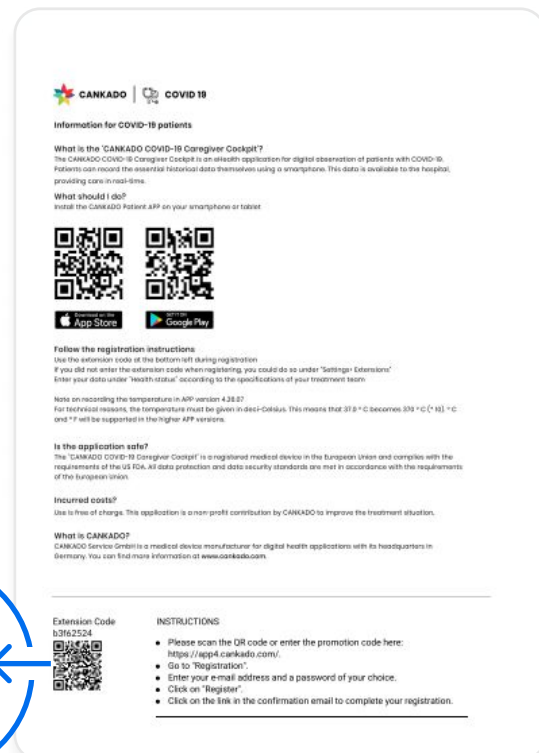 CANKADO | COVID 19
Information for COVID-19 patients
What is the 'CANKADO COVID-19 Caregiver Cockpit'?
The CANKADO COVID-19 Caregiver Cockpit is an eHealth application for digital observation of patients with COVID-19.
Patients can record the essential historical data themselves using a smartphone. This data is available to the hospital,
providing care in real-time.
What should I do?
Install the CANKADO Patient APP on your smartphone or tablet
Download on the
App Store
GET IT ON
Google Play
Follow the registration instructions
Use the extension code at the bottom left during registration
If you did not enter the extension code when registering, you could do so under "Settings> Extensions"
Enter your data under "Health status" according to the specifications of your treatment team
Note on recording the temperature in APP version 4.28.07
For technical reasons, the temperature must be given in deci-Celsius. This means that 37.0 ° C becomes 370 ° C (* 10). ° C
and ° F will be supported in the higher APP versions.
Is the application safe?
The 'CANKADO COVID-19 Caregiver Cockpit' is a registered medical device in the European Union and complies with the
requirements of the US FDA. All data protection and data security standards are met in accordance with the requirements
of the European Union.
Incurred costs?
Use is free of charge. This application is a non-profit contribution by CANKADO to improve the treatment situation.
What is CANKADO?
CANKADO Service GmbH is a medical device manufacturer for digital health applications with its headquarters in
Germany. You can find more information at www.cankado.com.
Extension Code
b3f62524
INSTRUCTIONS
• Please scan the QR code or enter the promotion code here:
https://app4.cankado.com/.
• Go to "Registration".
• Enter your e-mail address and a password of your choice.
• Click on "Register".
• Click on the link in the confirmation email to complete your registration.